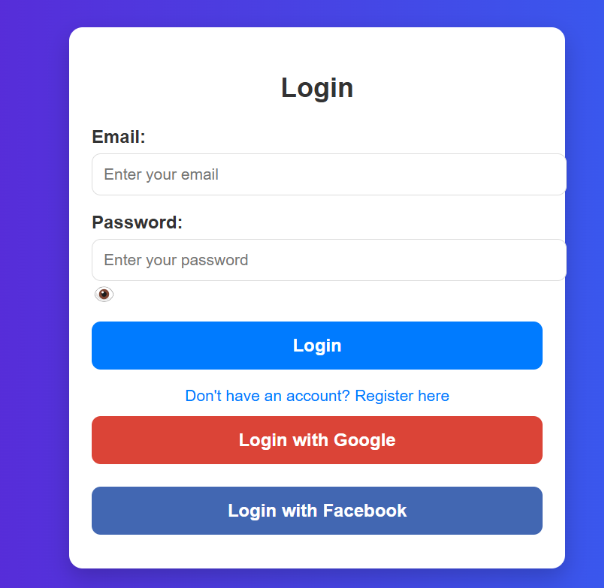 Login
Email:
Enter your email
Password:
Enter your password
Login
Don't have an account? Register here
Login with Google
Login with Facebook